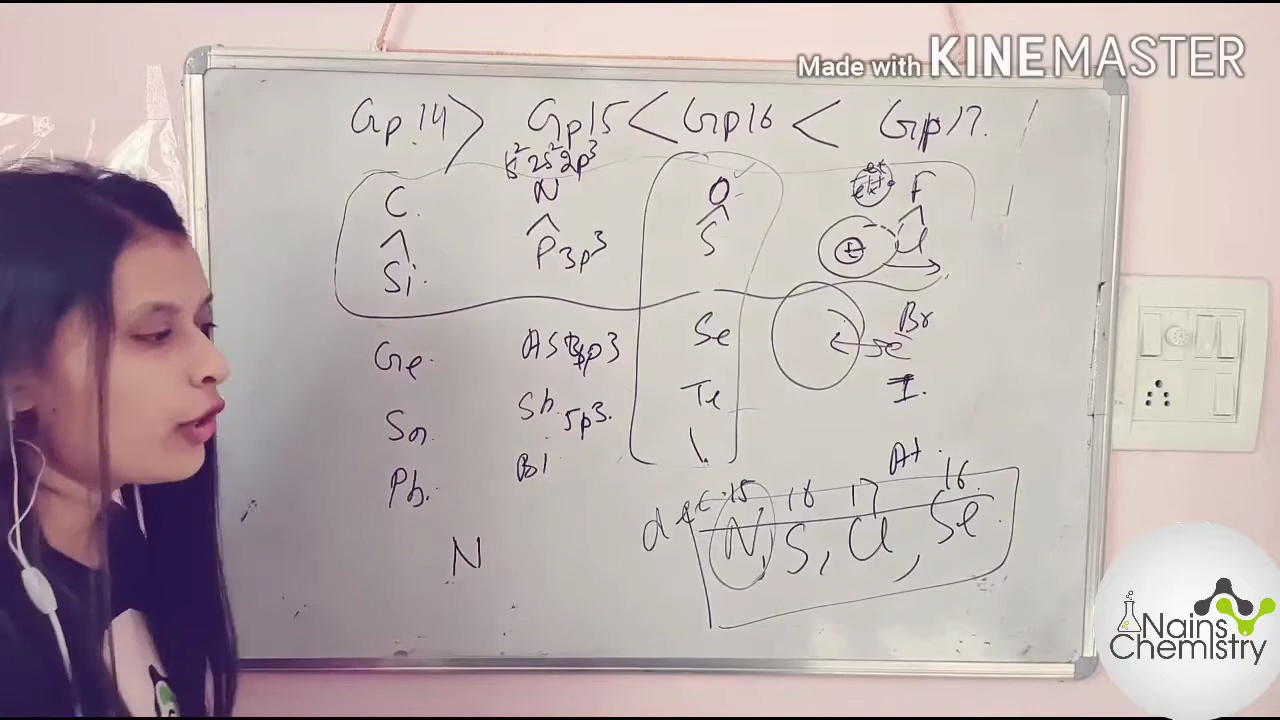 Made with KINEMASTER
Gp 14 > Gp 15 < Gp 16 < Gp 17.
1s² 2s² 2p³
C N O F
Si P 3p³ S Cl
Ge As 4p3 Se Br
Sn Sb 5p3 Te I
Pb Bi At
15 16 17 16
N, S, Cl, Se
N
Nains
Chemistry